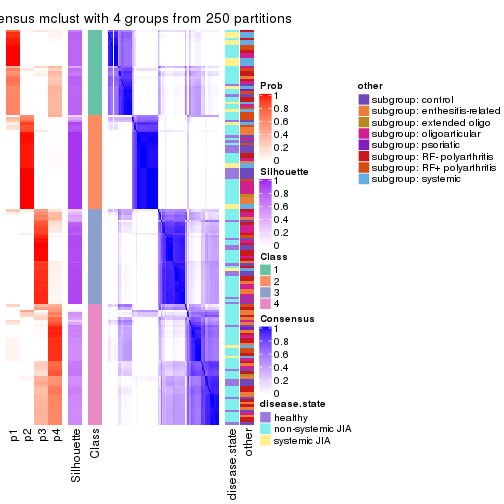 ensus mclust with 4 groups from 250 partitions
Prob
1
0.8
0.6
0.4
0.2
0
Silhouette
1
0.8
0.6
0.4
0.2
0
Class
1
2
3
4
Consensus
1
0.8
0.6
0.4
0.2
0
disease.state
healthy
non-systemic JIA
systemic JIA
other
subgroup: control
subgroup: enthesitis-related
subgroup: extended oligo
subgroup: oligoarticular
subgroup: psoriatic
subgroup: RF- polyarthritis
subgroup: RF+ polyarthritis
subgroup: systemic
p1
p2
p3
p4
Silhouette
Class
disease.state
other